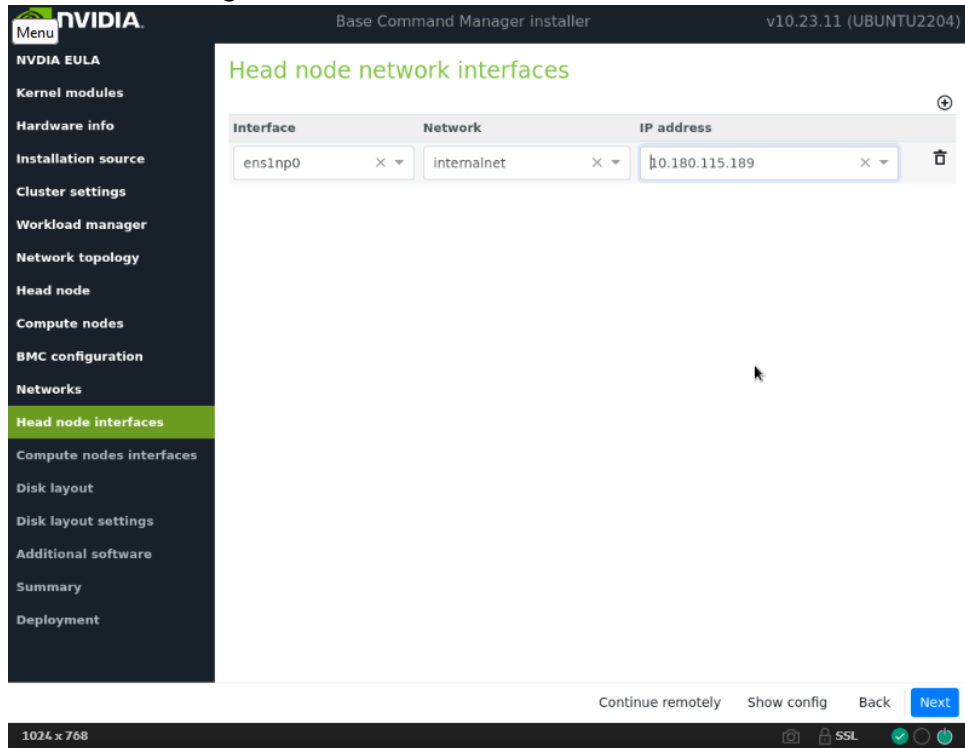 NVIDIA.
Menu
Base Command Manager installer
v10.23.11 (UBUNTU2204)
NVIDIA EULA
Kernel modules
Hardware info
Installation source
Cluster settings
Workload manager
Network topology
Head node
Compute nodes
BMC configuration
Networks
Head node interfaces
Compute nodes interfaces
Disk layout
Disk layout settings
Additional software
Summary
Deployment
Head node network interfaces
Interface Network IP address
ens1np0 internalnet 10.180.115.189
Continue remotely Show config Back Next
1024 x 768 SSL